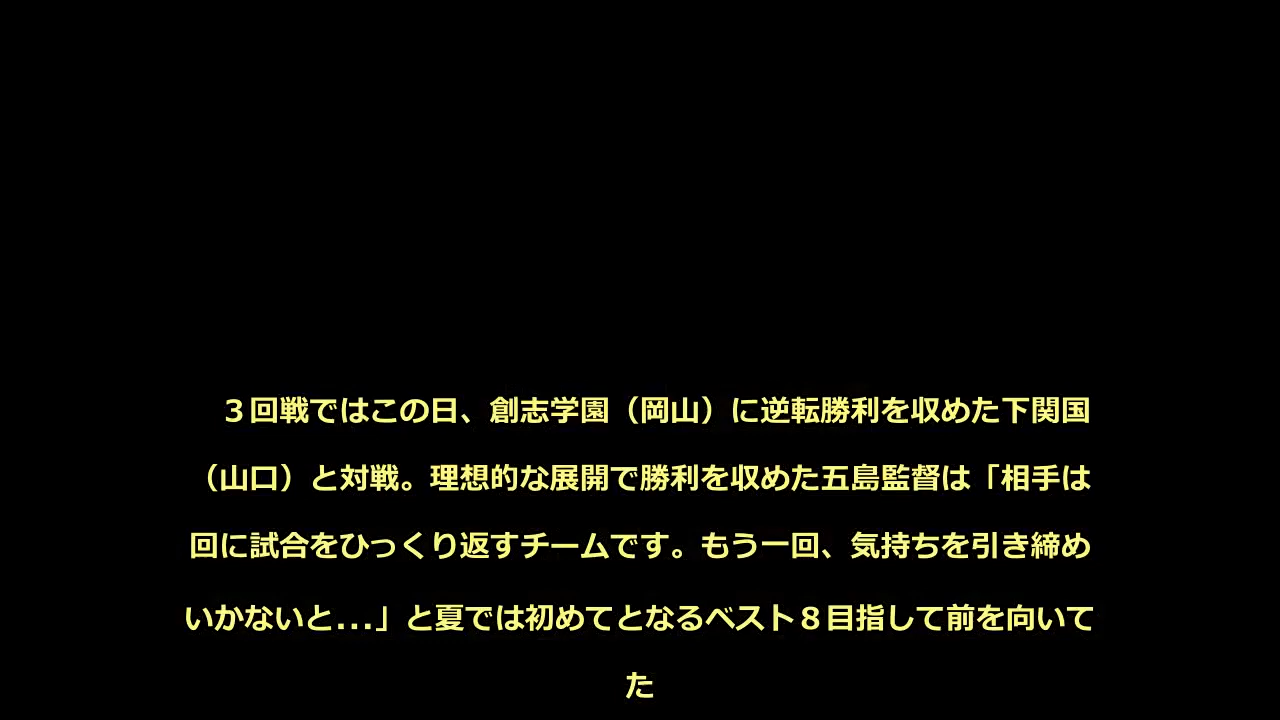 ３回戦ではこの日、創志学園（岡山）に逆転勝利を収めた下関国
（山口）と対戦。理想的な展開で勝利を収めた五島監督は「相手は
回に試合をひっくり返すチームです。もう一回、気持ちを引き締め
いかないと...」と夏では初めてとなるベスト８目指して前を向いて
た